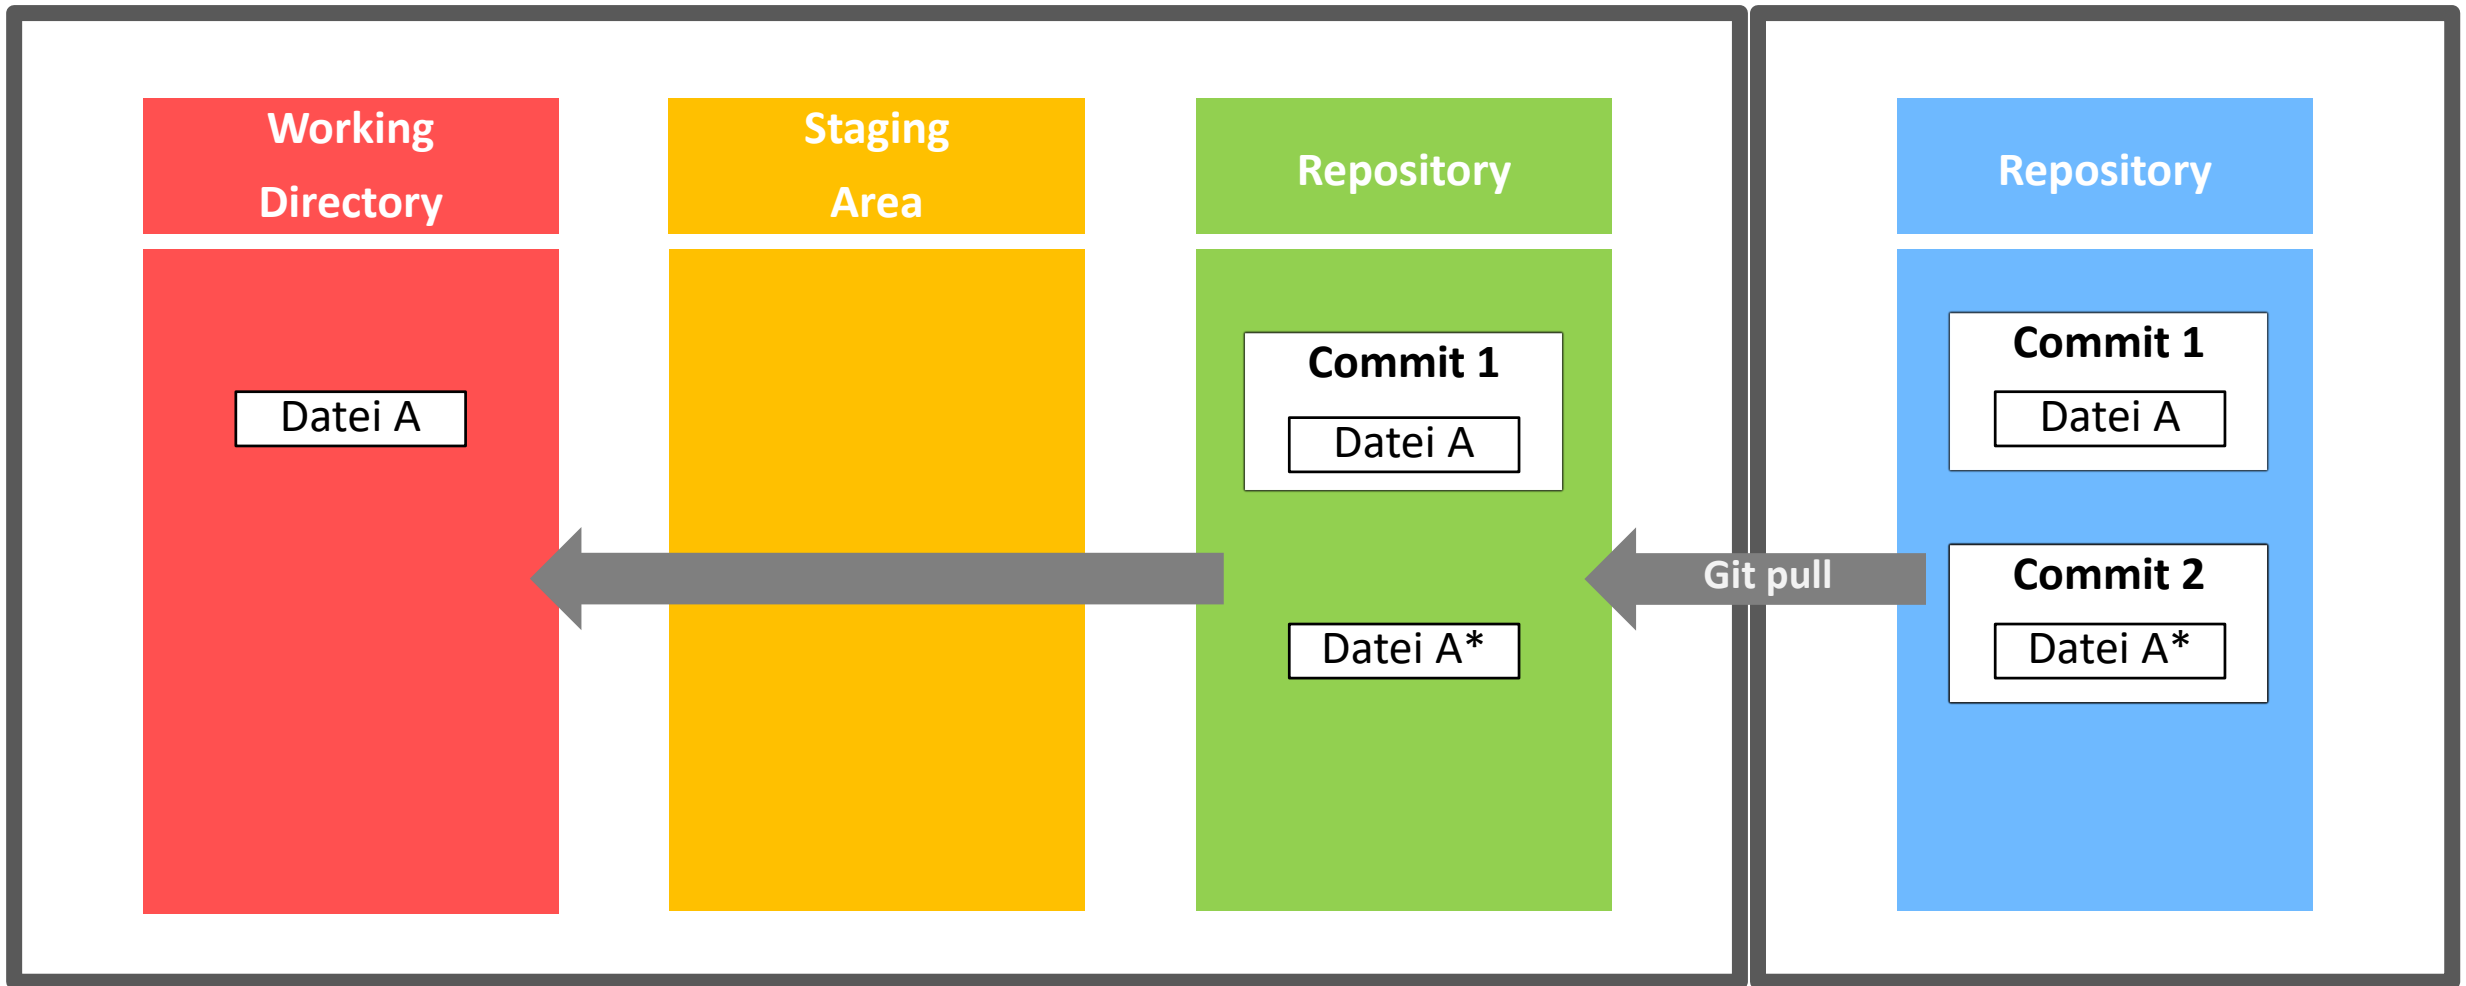 Working
Directory
Staging
Area
Repository
Repository
Datei A
Commit 1
Datei A
Commit 1
Datei A
Git pull
Datei A*
Commit 2
Datei A*